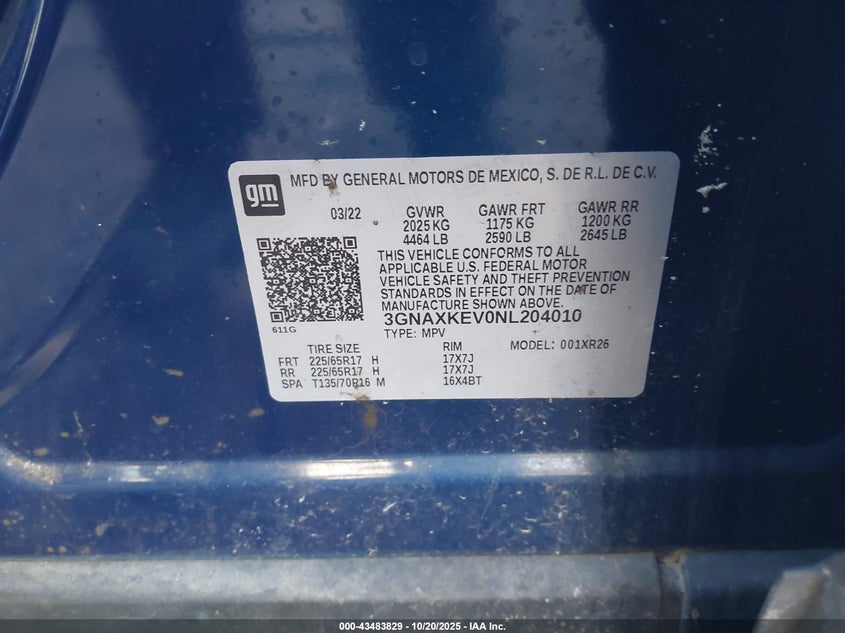 gm
MFD BY GENERAL MOTORS DE MEXICO, S. DE R.L. DE C.V.
03/22 GVWR GAWR FRT GAWR RR
2025 KG 1175 KG 1200 KG
4464 LB 2590 LB 2645 LB
THIS VEHICLE CONFORMS TO ALL
APPLICABLE U.S. FEDERAL MOTOR
VEHICLE SAFETY AND THEFT PREVENTION
STANDARDS IN EFFECT ON THE DATE OF
MANUFACTURE SHOWN ABOVE.
611G
3GNAXKEV0NL204010
TYPE: MPV MODEL: 001XR26
TIRE SIZE RIM
FRT 225/65R17 H 17X7J
RR 225/65R17 H 17X7J
SPA T135/70R16 M 16X4BT
000-43483829 - 10/20/2025 - IAA Inc.